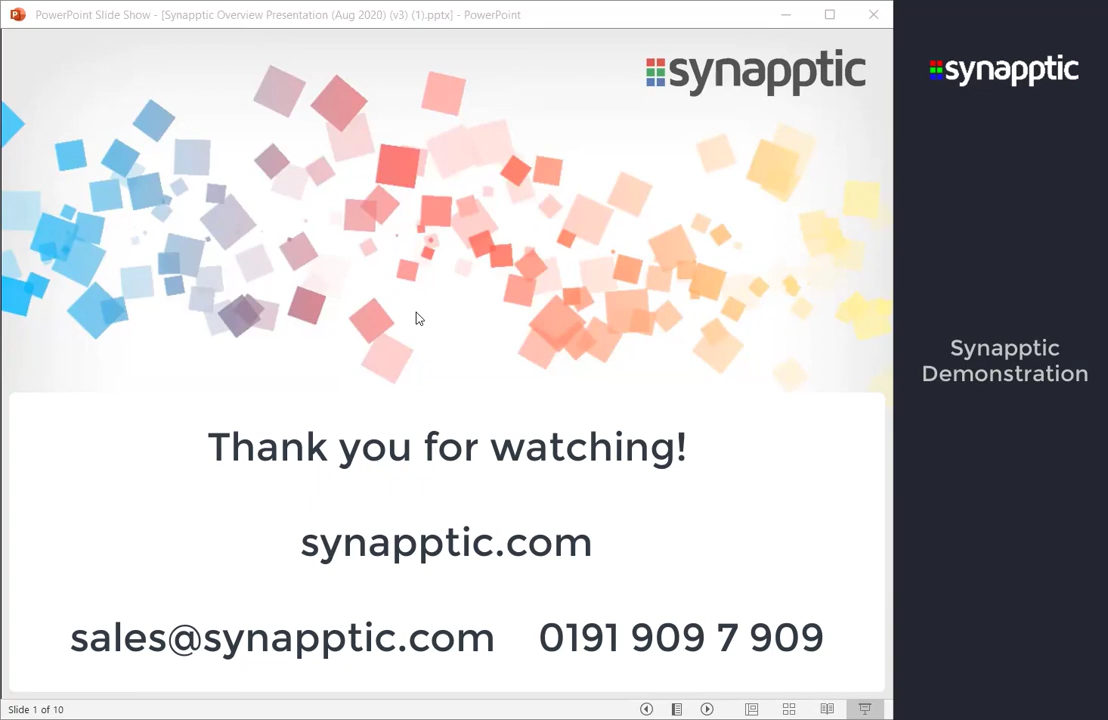 PowerPoint Slide Show - [Synapptic Overview Presentation (Aug 2020) (v3) (1).pptx] - PowerPoint
synapptic
synapptic
Synapptic
Demonstration
Thank you for watching!
synapptic.com
sales@synapptic.com 0191 909 7 909
Slide 1 of 10